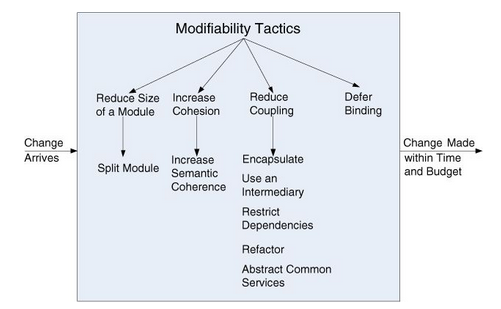 Modifiability Tactics
Reduce Size
of a Module
Increase
Cohesion
Reduce
Coupling
Defer
Binding
Change
Arrives
Change Made
within Time
and Budget
Split Module
Increase
Semantic
Coherence
Encapsulate
Use an
Intermediary
Restrict
Dependencies
Refactor
Abstract Common
Services